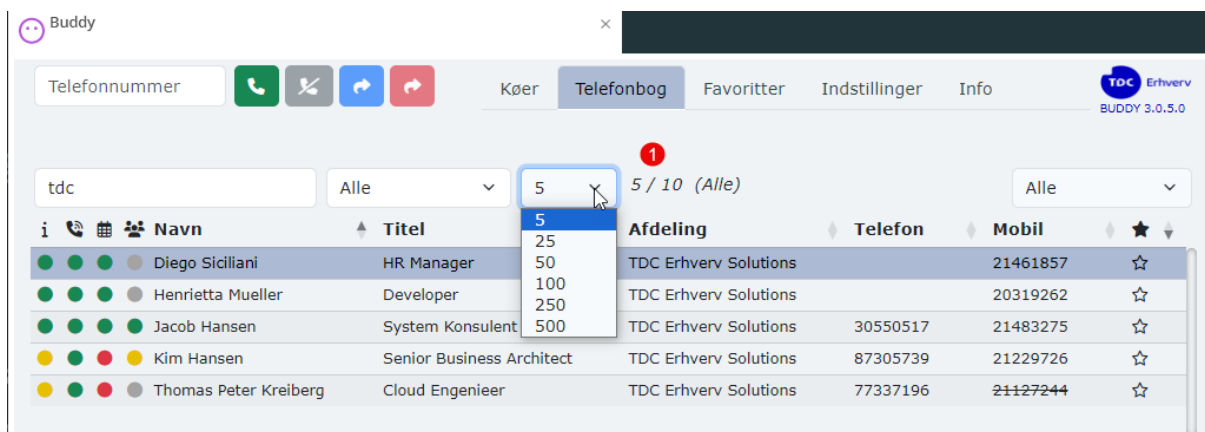 Buddy
Telefonnummer Køer Telefonbog Favoritter Indstillinger Info TDC Erhverv
BUDDY 3.0.5.0
1
tdc Alle 5 5 / 10 (Alle) Alle
i Navn Titel Afdeling Telefon Mobil
5
25
50
100
250
500
Diego Siciliani HR Manager TDC Erhverv Solutions 21461857
Henrietta Mueller Developer TDC Erhverv Solutions 20319262
Jacob Hansen System Konsulent TDC Erhverv Solutions 30550517 21483275
Kim Hansen Senior Business Architect TDC Erhverv Solutions 87305739 21229726
Thomas Peter Kreiberg Cloud Engenieer TDC Erhverv Solutions 77337196 21127244